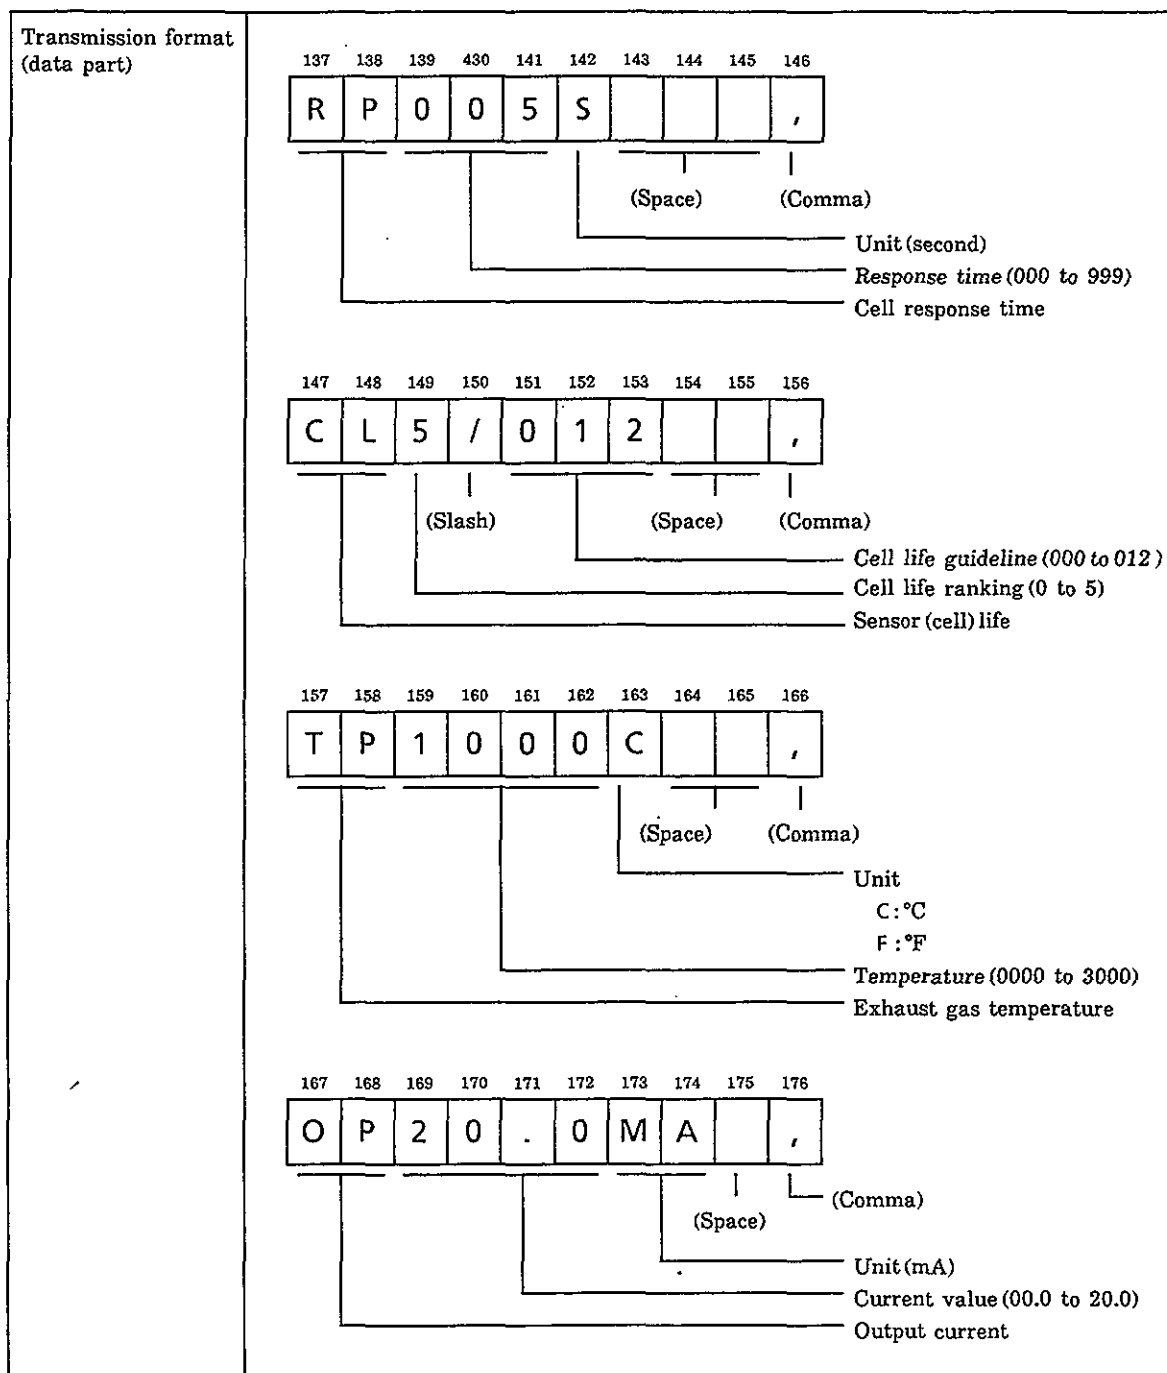 Transmission format
(data part)
137 138 139 430 141 142 143 144 145 146
R P 0 0 5 S ,
(Space) (Comma)
Unit (second)
Response time (000 to 999)
Cell response time
147 148 149 150 151 152 153 154 155 156
C L 5 / 0 1 2 ,
(Slash) (Space) (Comma)
Cell life guideline (000 to 012)
Cell life ranking (0 to 5)
Sensor (cell) life
157 158 159 160 161 162 163 164 165 166
T P 1 0 0 0 C ,
(Space) (Comma)
Unit
C : °C
F : °F
Temperature (0000 to 3000)
Exhaust gas temperature
167 168 169 170 171 172 173 174 175 176
O P 2 0 . 0 M A ,
(Comma)
(Space)
Unit (mA)
Current value (00.0 to 20.0)
Output current